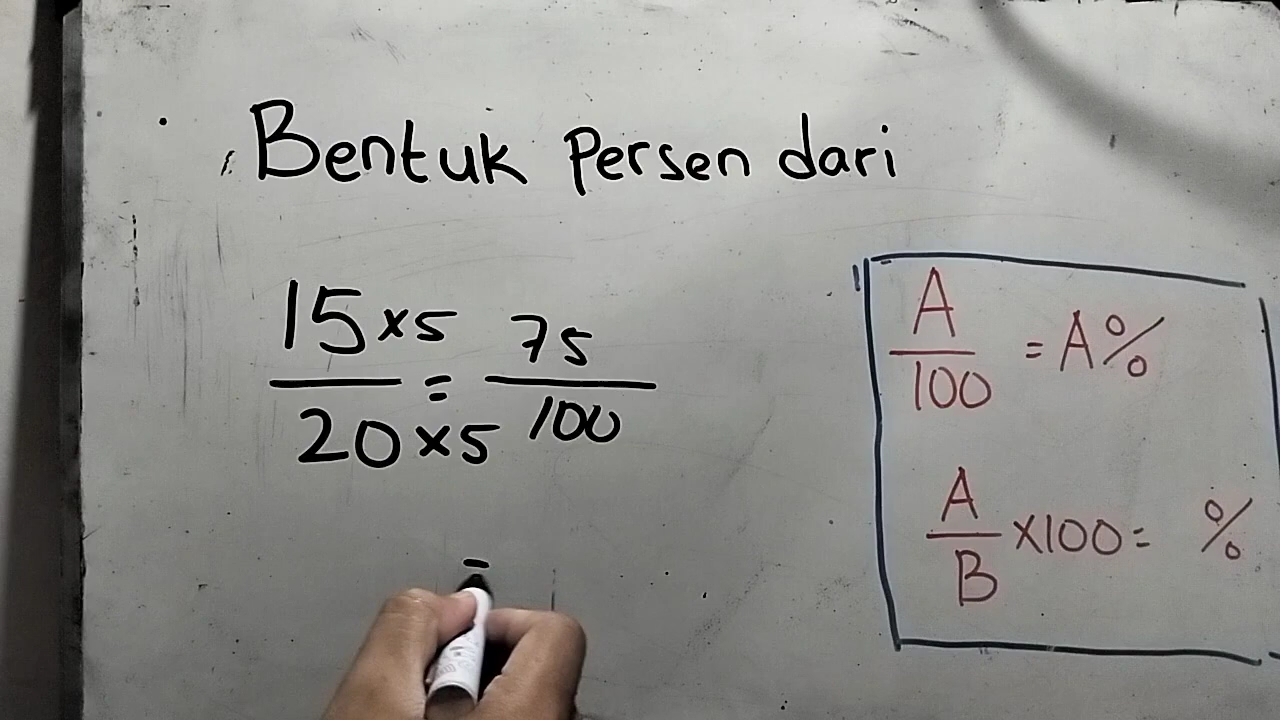 Bentuk Persen dari
15 x 5 = 75
20 x 5 100
=
A
100 = A%
A
B x 100 = %